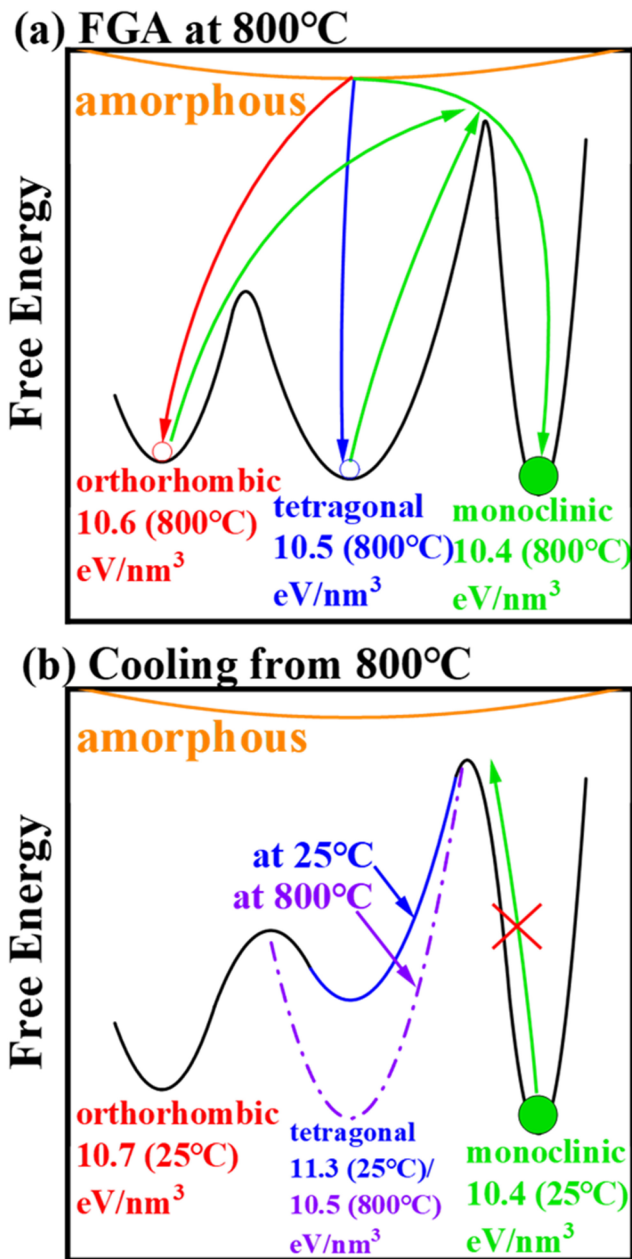 (a) FGA at 800°C
amorphous
Free Energy
orthorhombic
10.6 (800°C)
eV/nm³
tetragonal
10.5 (800°C)
eV/nm³
monoclinic
10.4 (800°C)
eV/nm³
(b) Cooling from 800°C
amorphous
Free Energy
at 25°C
at 800°C
orthorhombic
10.7 (25°C)
eV/nm³
tetragonal
11.3 (25°C)/
10.5 (800°C)
eV/nm³
monoclinic
10.4 (25°C)
eV/nm³